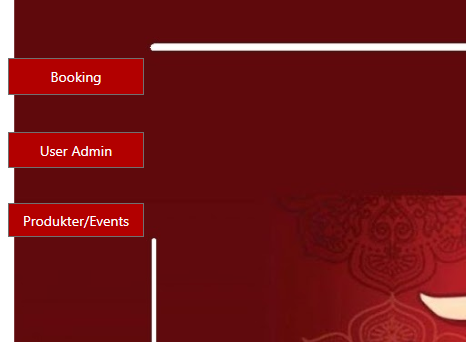 Booking
User Admin
Produkter/Events